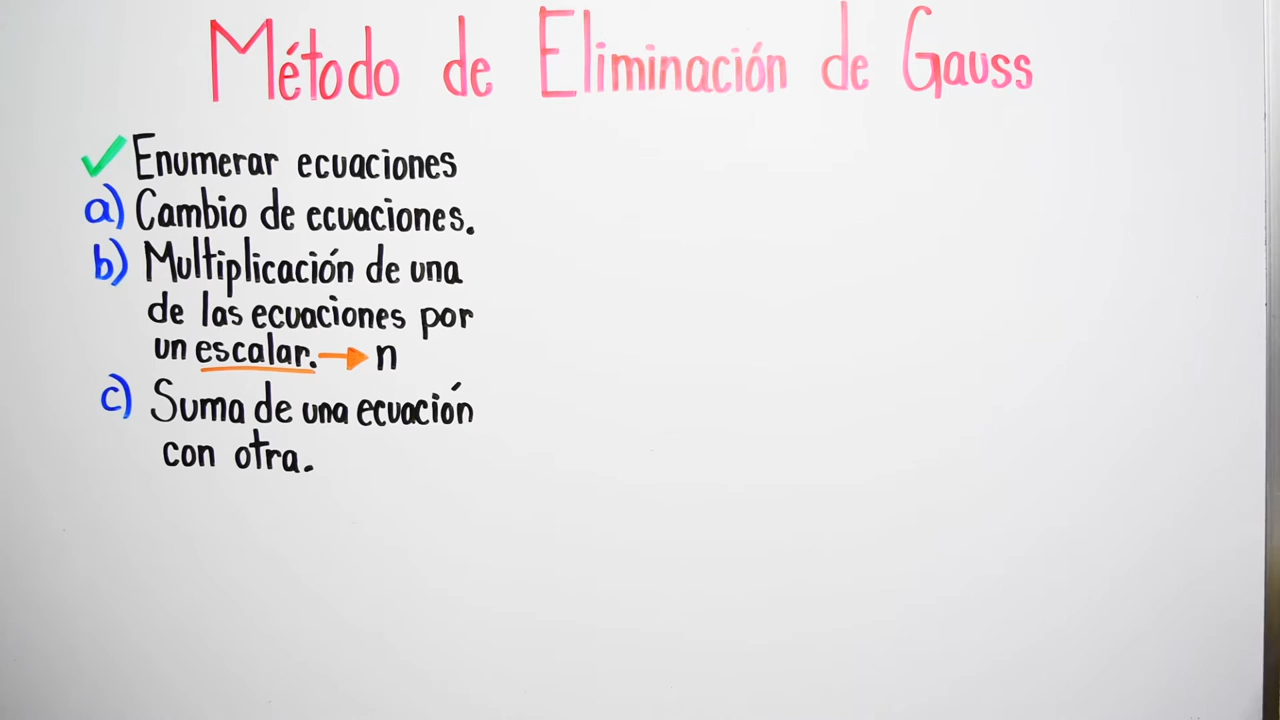 Método de Eliminación de Gauss
✓ Enumerar ecuaciones
a) Cambio de ecuaciones.
b) Multiplicación de una
de las ecuaciones por
un escalar. → n
c) Suma de una ecuación
con otra.